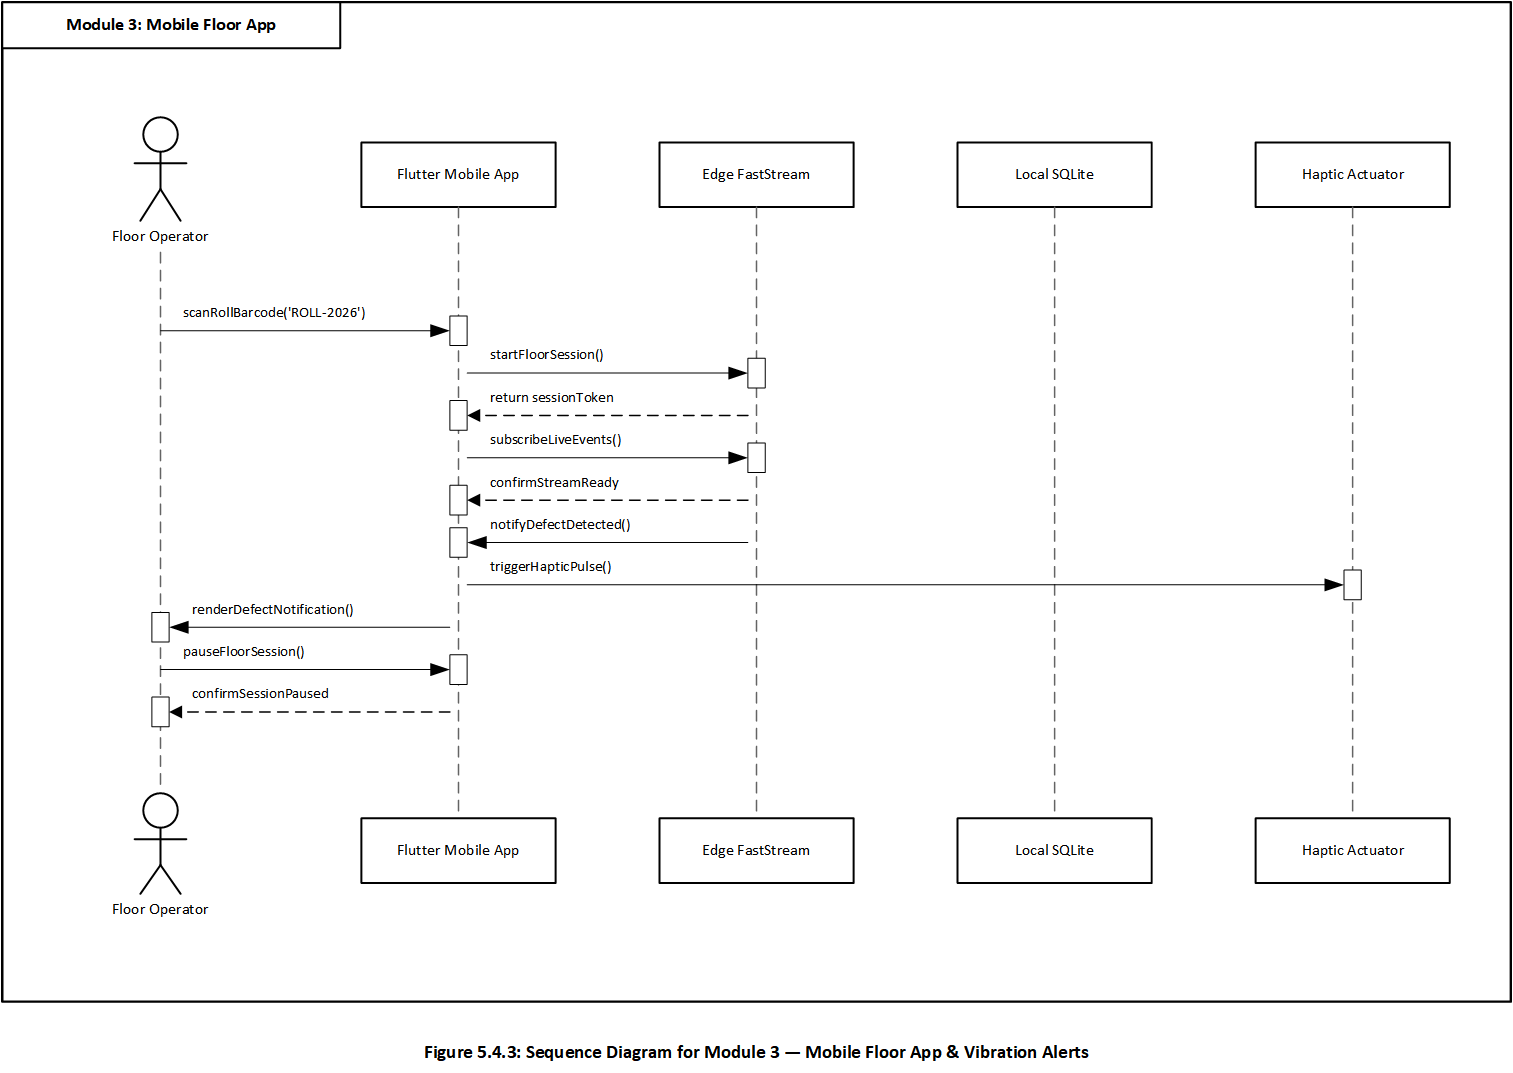 Module 3: Mobile Floor App
Flutter Mobile App
Edge FastStream
Local SQLite
Haptic Actuator
Floor Operator
scanRollBarcode('ROLL-2026')
startFloorSession()
return sessionToken
subscribeLiveEvents()
confirmStreamReady
notifyDefectDetected()
triggerHapticPulse()
renderDefectNotification()
pauseFloorSession()
confirmSessionPaused
Flutter Mobile App
Edge FastStream
Local SQLite
Haptic Actuator
Floor Operator
Figure 5.4.3: Sequence Diagram for Module 3 — Mobile Floor App & Vibration Alerts